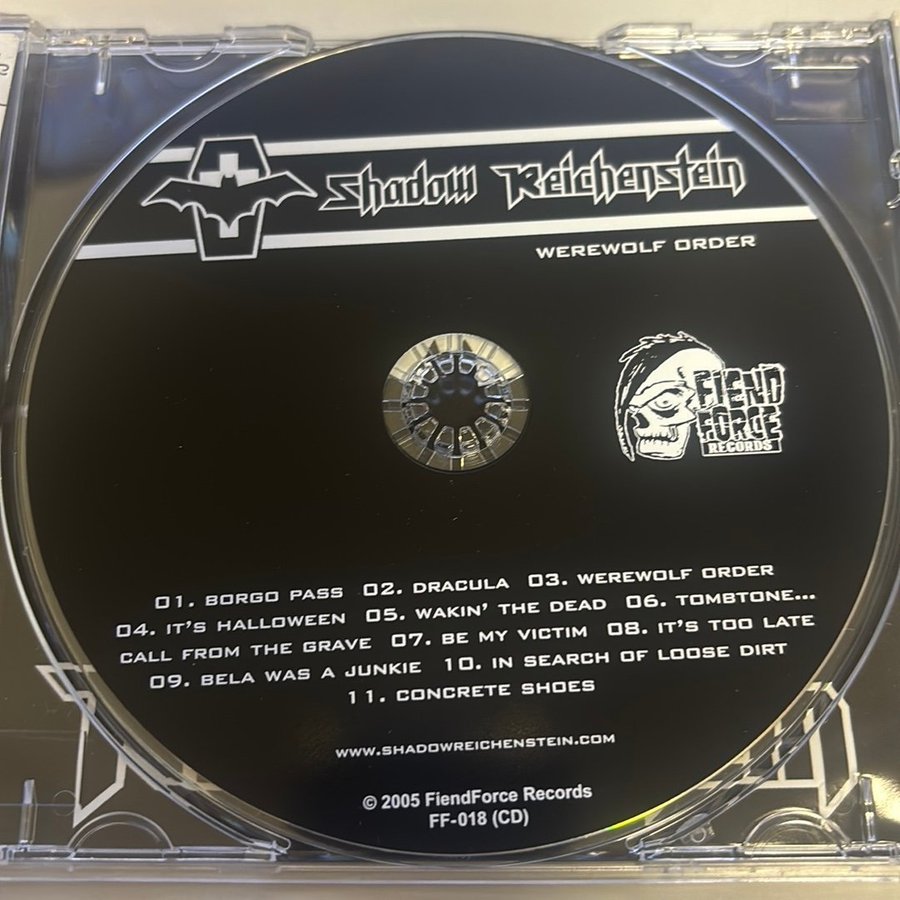 Shadow Reichenstein
WEREWOLF ORDER
FIEND
FORCE
RECORDS
01. BORGO PASS 02. DRACULA 03. WEREWOLF ORDER
04. IT'S HALLOWEEN 05. WAKIN' THE DEAD 06. TOMBTONE...
CALL FROM THE GRAVE 07. BE MY VICTIM 08. IT'S TOO LATE
09. BELA WAS A JUNKIE 10. IN SEARCH OF LOOSE DIRT
11. CONCRETE SHOES
WWW.SHADOWREICHENSTEIN.COM
© 2005 FiendForce Records
FF-018 (CD)